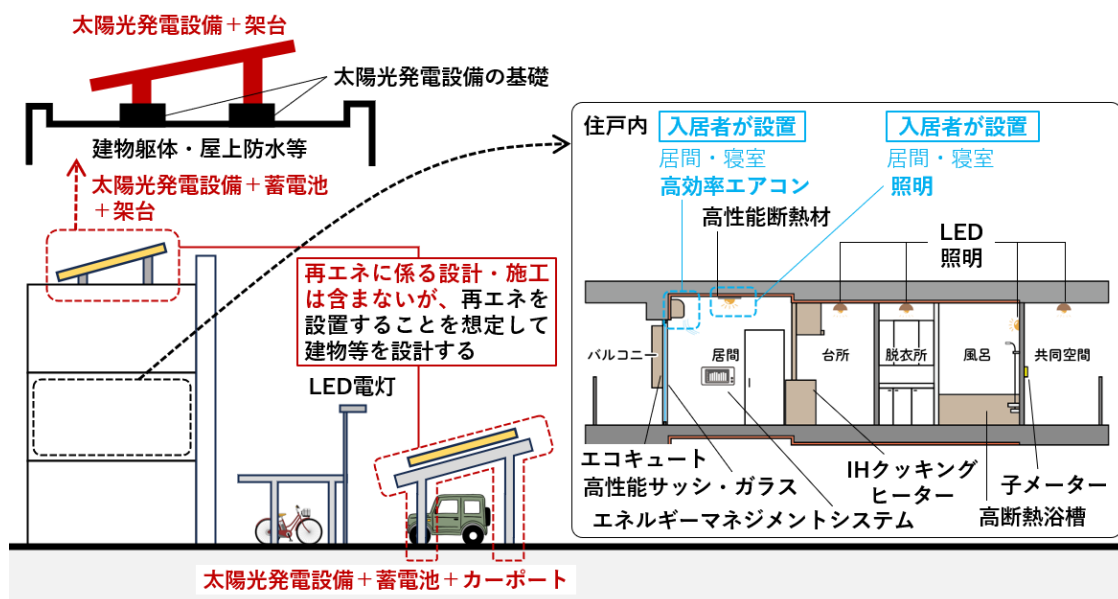 太陽光発電設備＋架台
太陽光発電設備の基礎
建物躯体・屋上防水等
太陽光発電設備＋蓄電池
＋架台
再エネに係る設計・施工
は含まないが、再エネを
設置することを想定して
建物等を設計する
LED電灯
太陽光発電設備＋蓄電池＋カーポート
住戸内
入居者が設置
居間・寝室
高効率エアコン
入居者が設置
居間・寝室
照明
高性能断熱材
LED
照明
バルコニー
居間
台所
脱衣所
風呂
共同空間
エコキュート
高性能サッシ・ガラス
エネルギーマネジメントシステム
IHクッキング
ヒーター
子メーター
高断熱浴槽